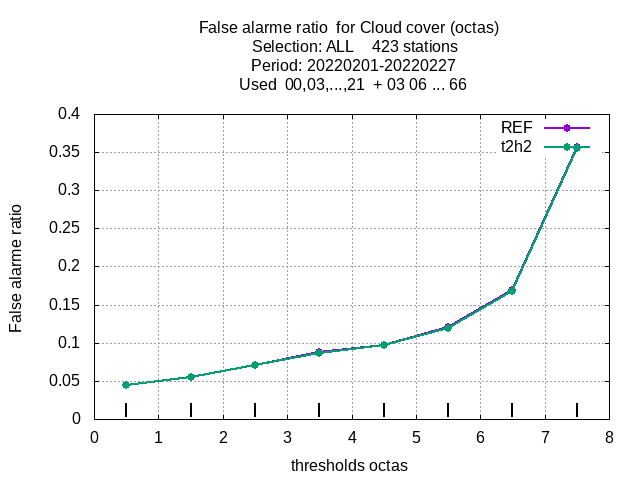 False alarme ratio  for Cloud cover (octas)
Selection: ALL    423 stations
Period: 20220201-20220227
Used  00,03,...,21  + 03 06 ... 66
0.4
0.35
0.3
0.25
0.2
0.15
0.1
0.05
0
False alarme ratio
REF
t2h2
0 1 2 3 4 5 6 7 8
thresholds octas